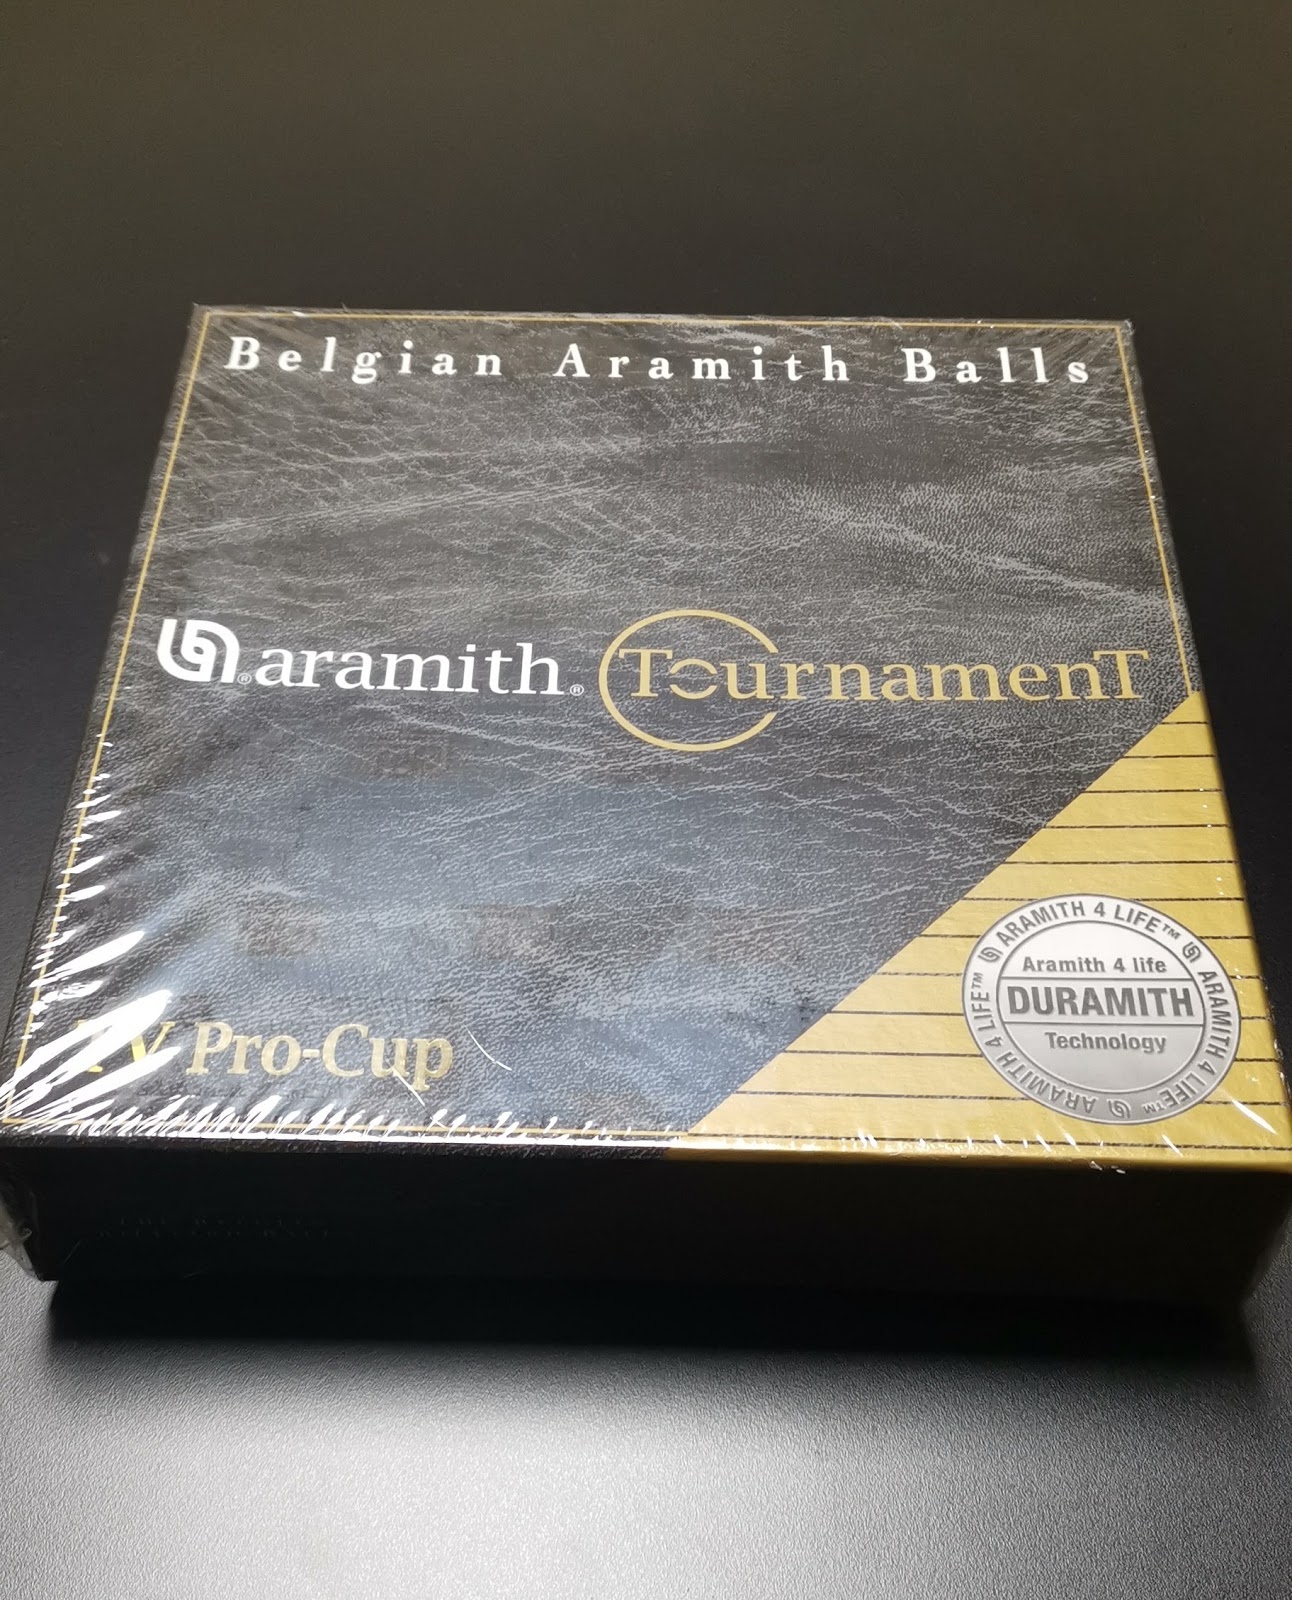 Belgian Aramith Balls
aramith® TournamenT
TV Pro-Cup
ARAMITH 4 LIFE™ ARAMITH 4 LIFE™ ARAMITH 4 LIFE™
Aramith 4 life
DURAMITH
Technology